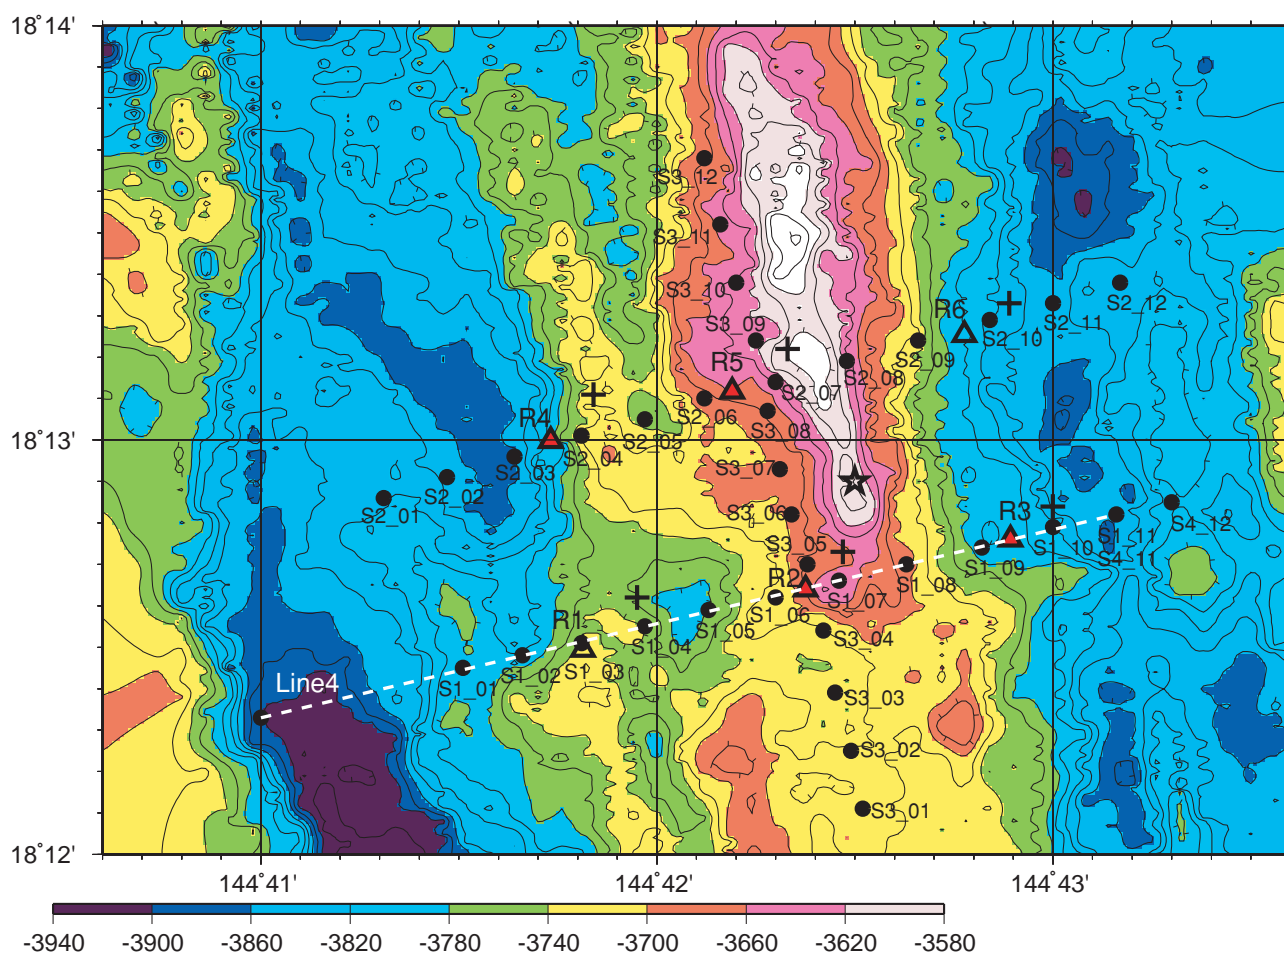 18°14'
S3_12
S3_11
S3_10
S3_09
R6
S2_12
S2_11
S2_10
S2_09
R5
S2_08
S2_07
S2_06
S3_08
R4
S2_05
18°13'
S2_04
S2_03
S3_07
S2_02
S2_01
S3_06
R3
S4_12
S1_11
S3_05
S1_10
S4_11
S1_09
R2
S1_08
S1_07
S1_06
R1
S1_05
S3_04
S1_04
S1_03
S1_02
S1_01
Line4
S3_03
S3_02
S3_01
18°12'
144°41' 144°42' 144°43'
-3940 -3900 -3860 -3820 -3780 -3740 -3700 -3660 -3620 -3580